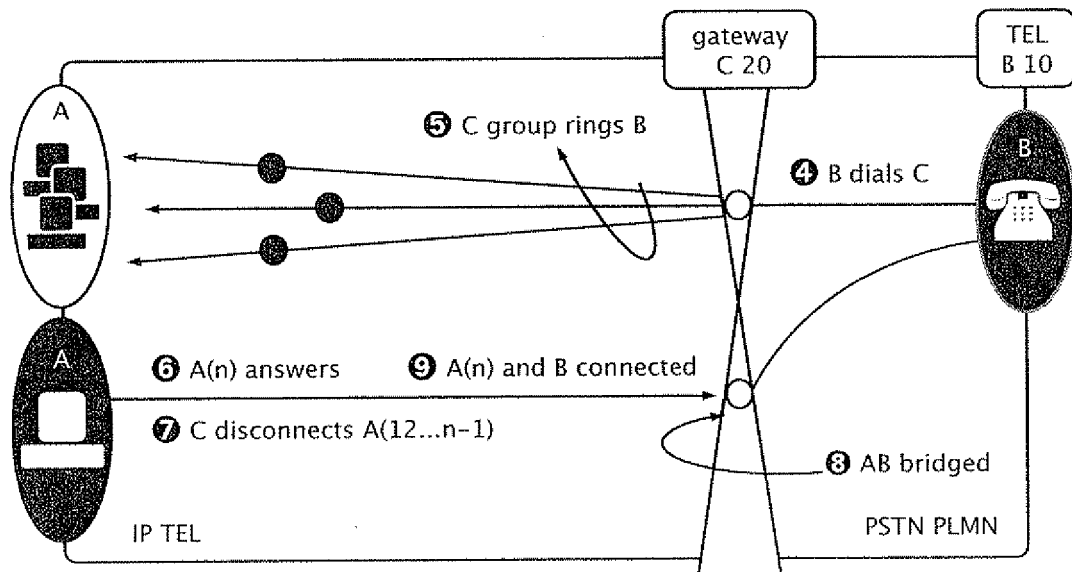 gateway
C 20
TEL
B 10
A
❺ C group rings B
❹ B dials C
B
A
❻ A(n) answers
❾ A(n) and B connected
❼ C disconnects A(12...n-1)
❽ AB bridged
IP TEL
PSTN PLMN